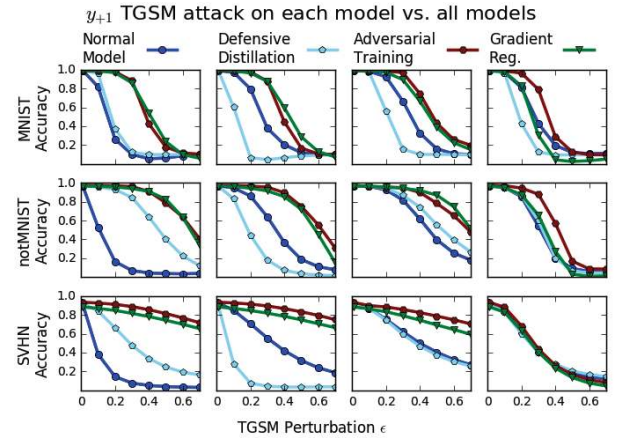 y+1 TGSM attack on each model vs. all models
Normal Model
Defensive Distillation
Adversarial Training
Gradient Reg.
MNIST Accuracy
1.0
0.8
0.6
0.4
0.2
notMNIST Accuracy
1.0
0.8
0.6
0.4
0.2
SVHN Accuracy
1.0
0.8
0.6
0.4
0.2
0 0.2 0.4 0.6 0 0.2 0.4 0.6 0 0.2 0.4 0.6 0 0.2 0.4 0.6
TGSM Perturbation ϵ